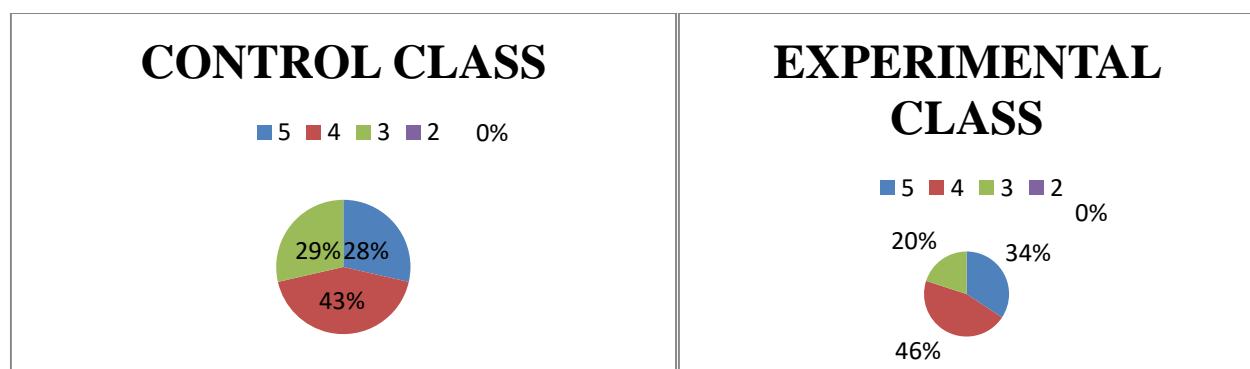 CONTROL CLASS
5 4 3 2 0%
29% 28%
43%
EXPERIMENTAL
CLASS
5 4 3 2
0%
20%
34%
46%